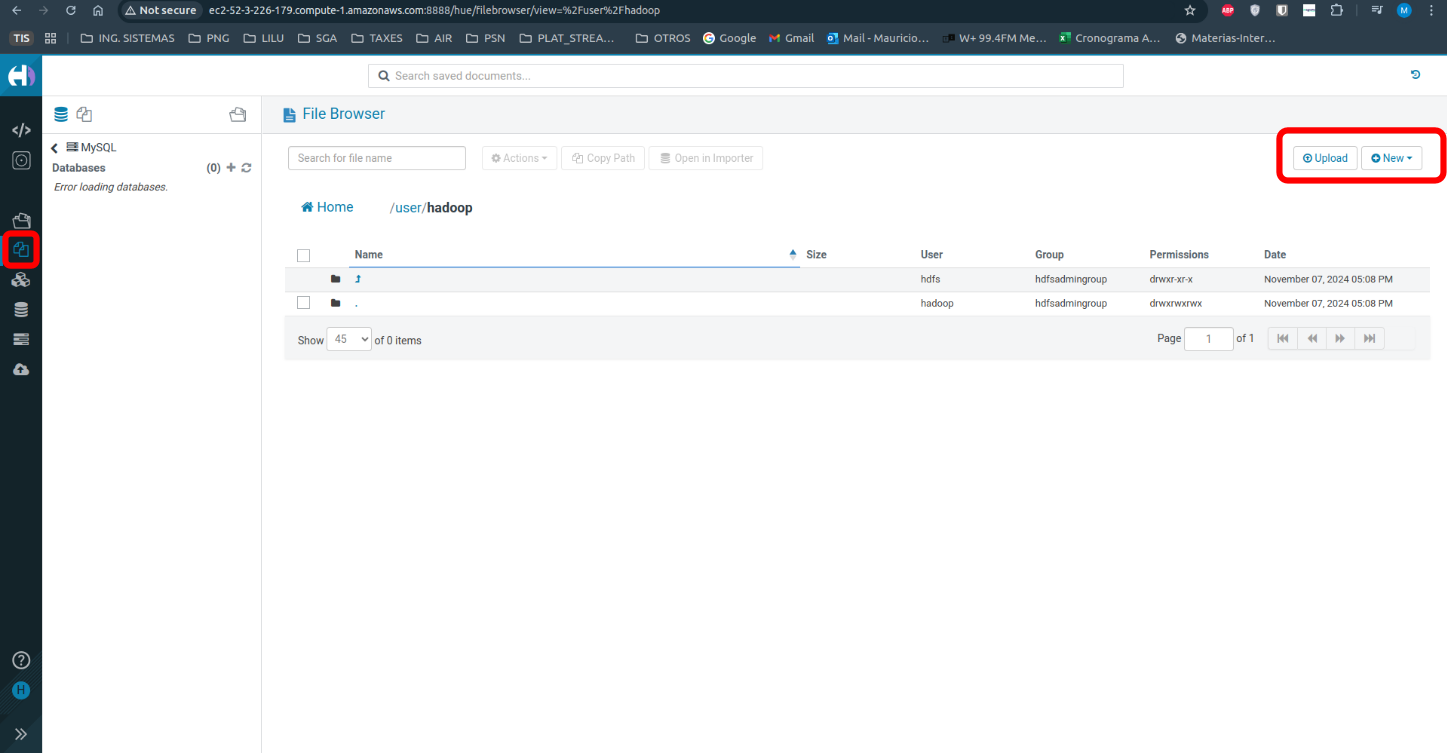 Not secure ec2-52-3-226-179.compute-1.amazonaws.com:8888/hue/filebrowser/view=%2Fuser%2Fhadoop ABP M
TIS ING. SISTEMAS PNG LILU SGA TAXES AIR PSN PLAT_STREA... OTROS Google Gmail Mail - Mauricio... W+ 99.4FM Me... Cronograma A... Materias-Inter...
Search saved documents...
File Browser
MySQL
Databases (0)
Error loading databases.
Search for file name Actions Copy Path Open in Importer Upload New
Home /user/hadoop
Name Size User Group Permissions Date
hdfs hdfsadmingroup drwxr-xr-x November 07, 2024 05:08 PM
. hadoop hdfsadmingroup drwxrwxrwx November 07, 2024 05:08 PM
Show 45 of 0 items Page 1 of 1
H